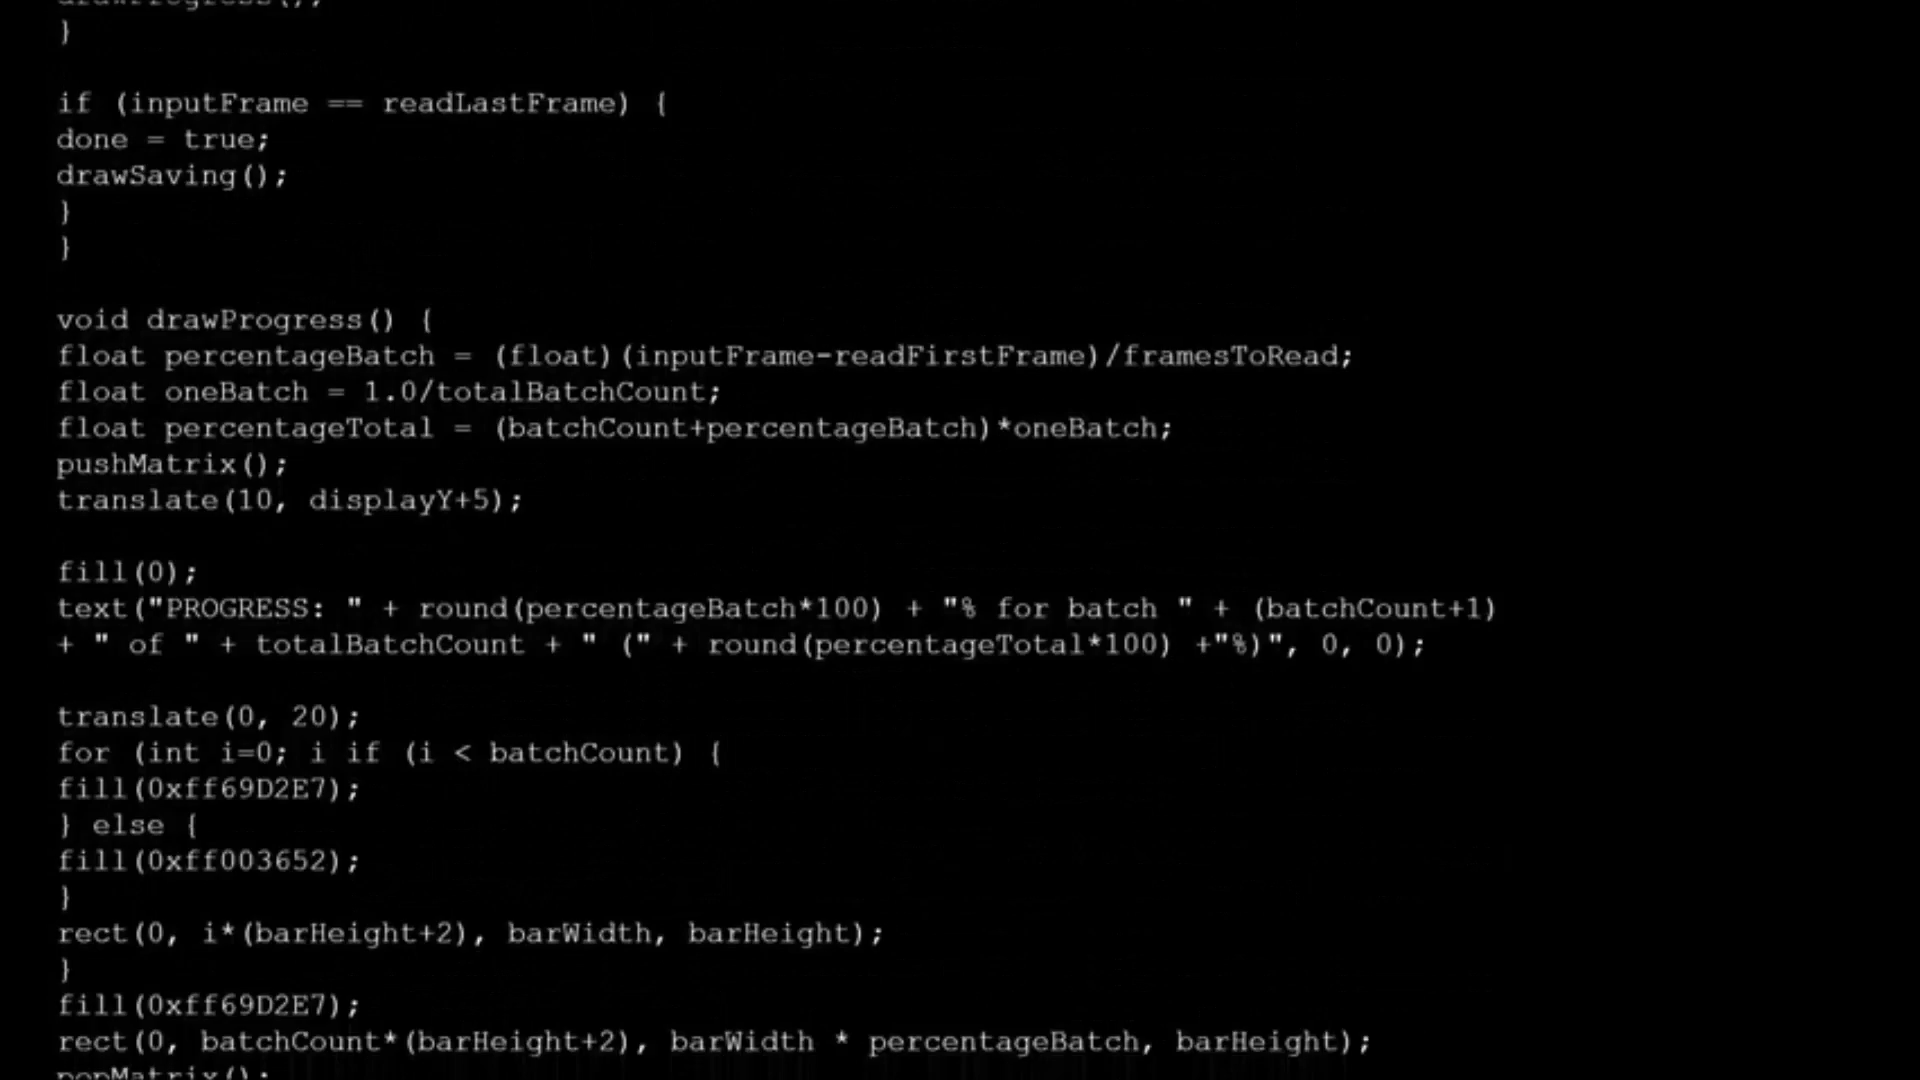 drawProgress();
}
if (inputFrame == readLastFrame) {
done = true;
drawSaving();
}
}
void drawProgress() {
float percentageBatch = (float)(inputFrame-readFirstFrame)/framesToRead;
float oneBatch = 1.0/totalBatchCount;
float percentageTotal = (batchCount+percentageBatch)*oneBatch;
pushMatrix();
translate(10, displayY+5);
fill(0);
text("PROGRESS: " + round(percentageBatch*100) + "% for batch " + (batchCount+1)
+ " of " + totalBatchCount + " (" + round(percentageTotal*100) +"%)", 0, 0);
translate(0, 20);
for (int i=0; i if (i < batchCount) {
fill(0xff69D2E7);
} else {
fill(0xff003652);
}
rect(0, i*(barHeight+2), barWidth, barHeight);
}
fill(0xff69D2E7);
rect(0, batchCount*(barHeight+2), barWidth * percentageBatch, barHeight);
popMatrix();